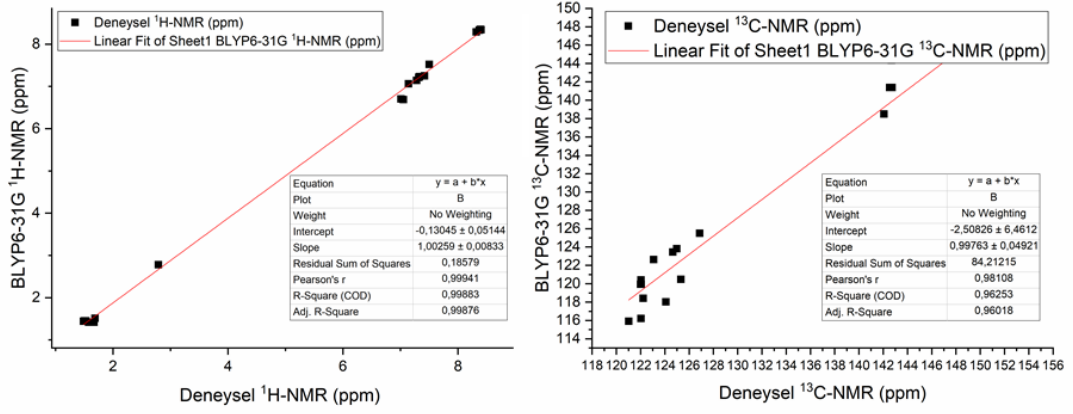 Deneysel ¹H-NMR (ppm)
Linear Fit of Sheet1 BLYP6-31G ¹H-NMR (ppm)
8
6
4
2
BLYP6-31G ¹H-NMR (ppm)
Equation y = a + b*x
Plot B
Weight No Weighting
Intercept -0,13045 ± 0,05144
Slope 1,00259 ± 0,00833
Residual Sum of Squares 0,18579
Pearson's r 0,99941
R-Square (COD) 0,99883
Adj. R-Square 0,99876
2 4 6 8
Deneysel ¹H-NMR (ppm)
Deneysel ¹³C-NMR (ppm)
Linear Fit of Sheet1 BLYP6-31G ¹³C-NMR (ppm)
150
148
146
144
142
140
138
136
134
132
130
128
126
124
122
120
118
116
114
BLYP6-31G ¹³C-NMR (ppm)
Equation y = a + b*x
Plot B
Weight No Weighting
Intercept -2,50826 ± 6,4612
Slope 0,99763 ± 0,04921
Residual Sum of Squares 84,21215
Pearson's r 0,98108
R-Square (COD) 0,96253
Adj. R-Square 0,96018
118 120 122 124 126 128 130 132 134 136 138 140 142 144 146 148 150 152 154 156
Deneysel ¹³C-NMR (ppm)